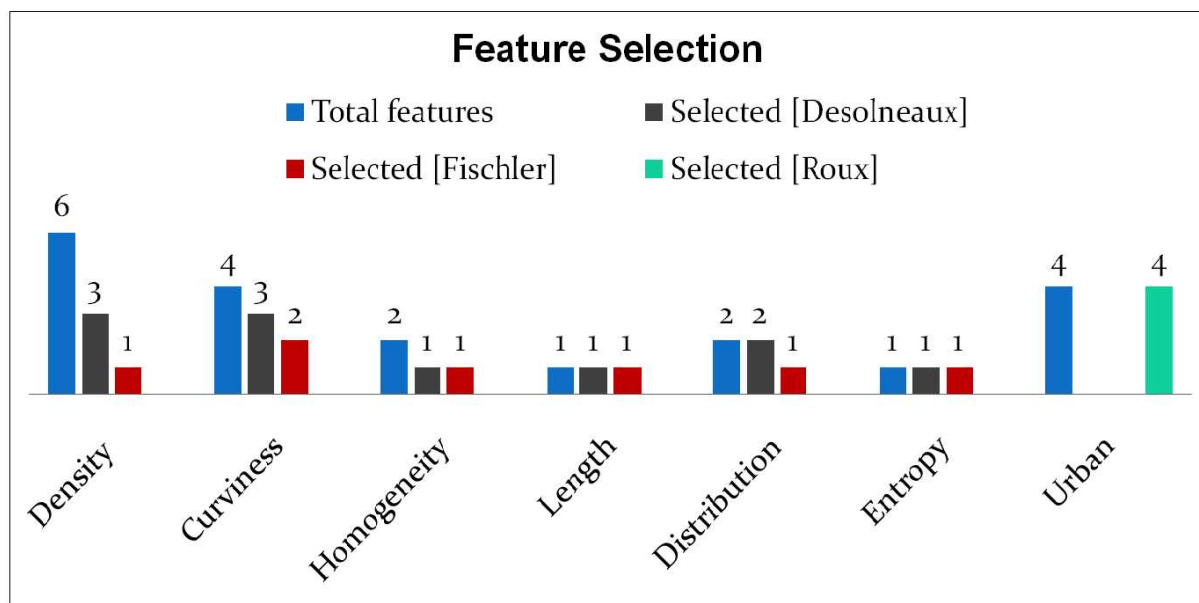 Feature Selection
Total features
Selected [Desolneaux]
Selected [Fischler]
Selected [Roux]
6 3 1
4 3 2
2 1 1
1 1 1
2 2 1
1 1 1
4 4
Density
Curviness
Homogeneity
Length
Distribution
Entropy
Urban